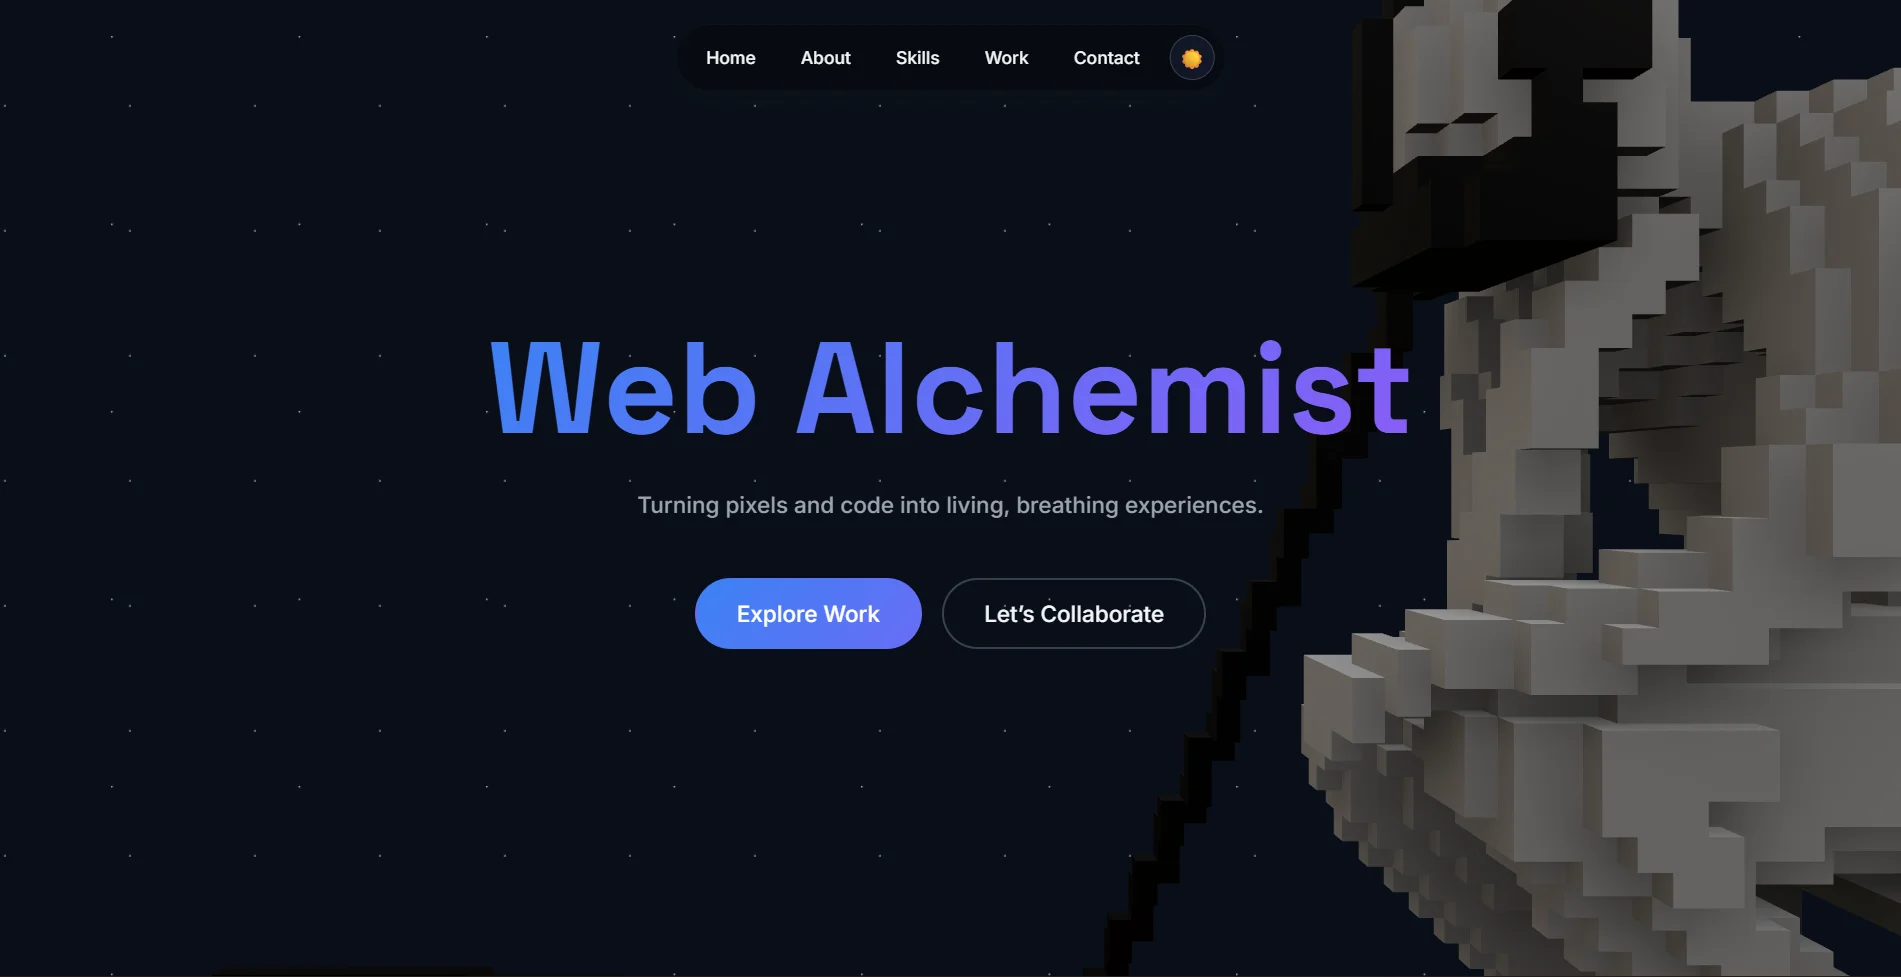 Home About Skills Work Contact
Web Alchemist
Turning pixels and code into living, breathing experiences.
Explore Work Let’s Collaborate